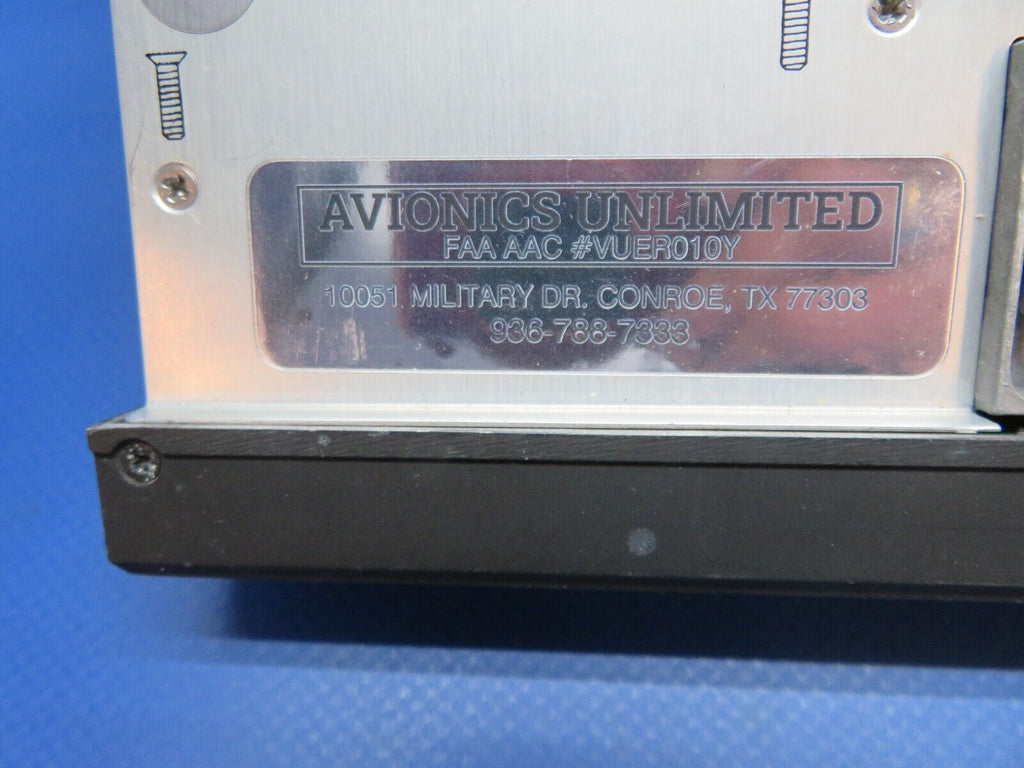 AVIONICS UNLIMITED
FAA AAC #VUER010Y
10051 MILITARY DR. CONROE, TX 77303
936-788-7333